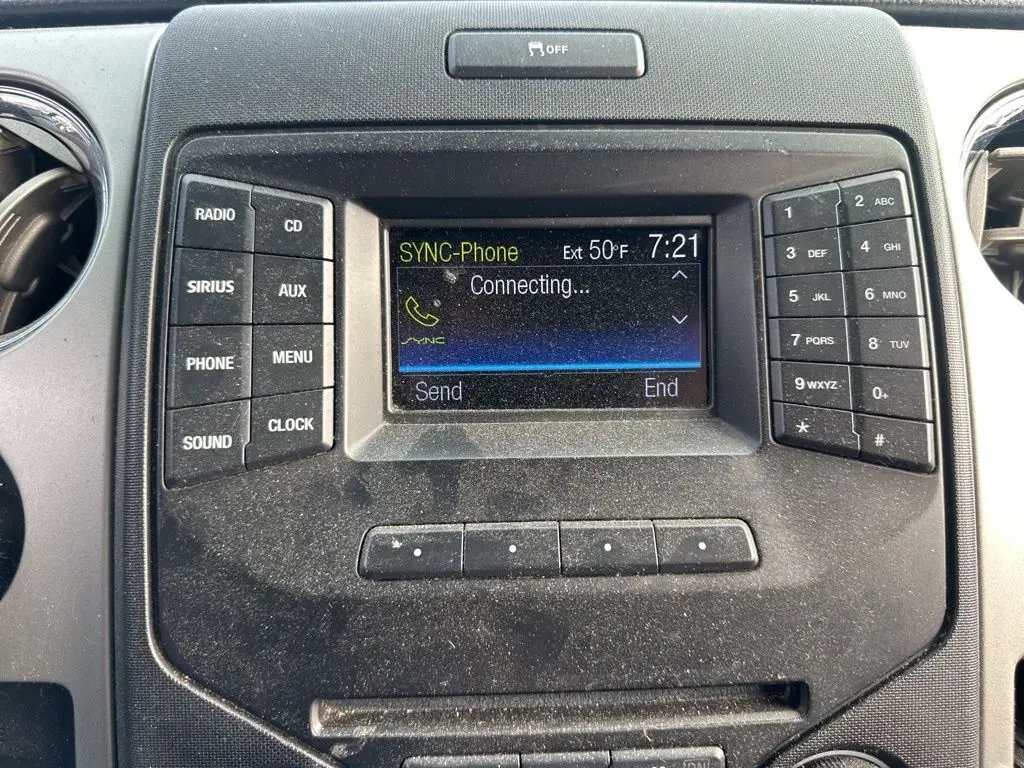 OFF
RADIO
CD
SIRIUS
AUX
PHONE
MENU
SOUND
CLOCK
SYNC-Phone Ext 50°F 7:21
Connecting...
SYNC
Send End
1
2 ABC
3 DEF
4 GHI
5 JKL
6 MNO
7 PQRS
8 TUV
9 WXYZ
0+
*
#